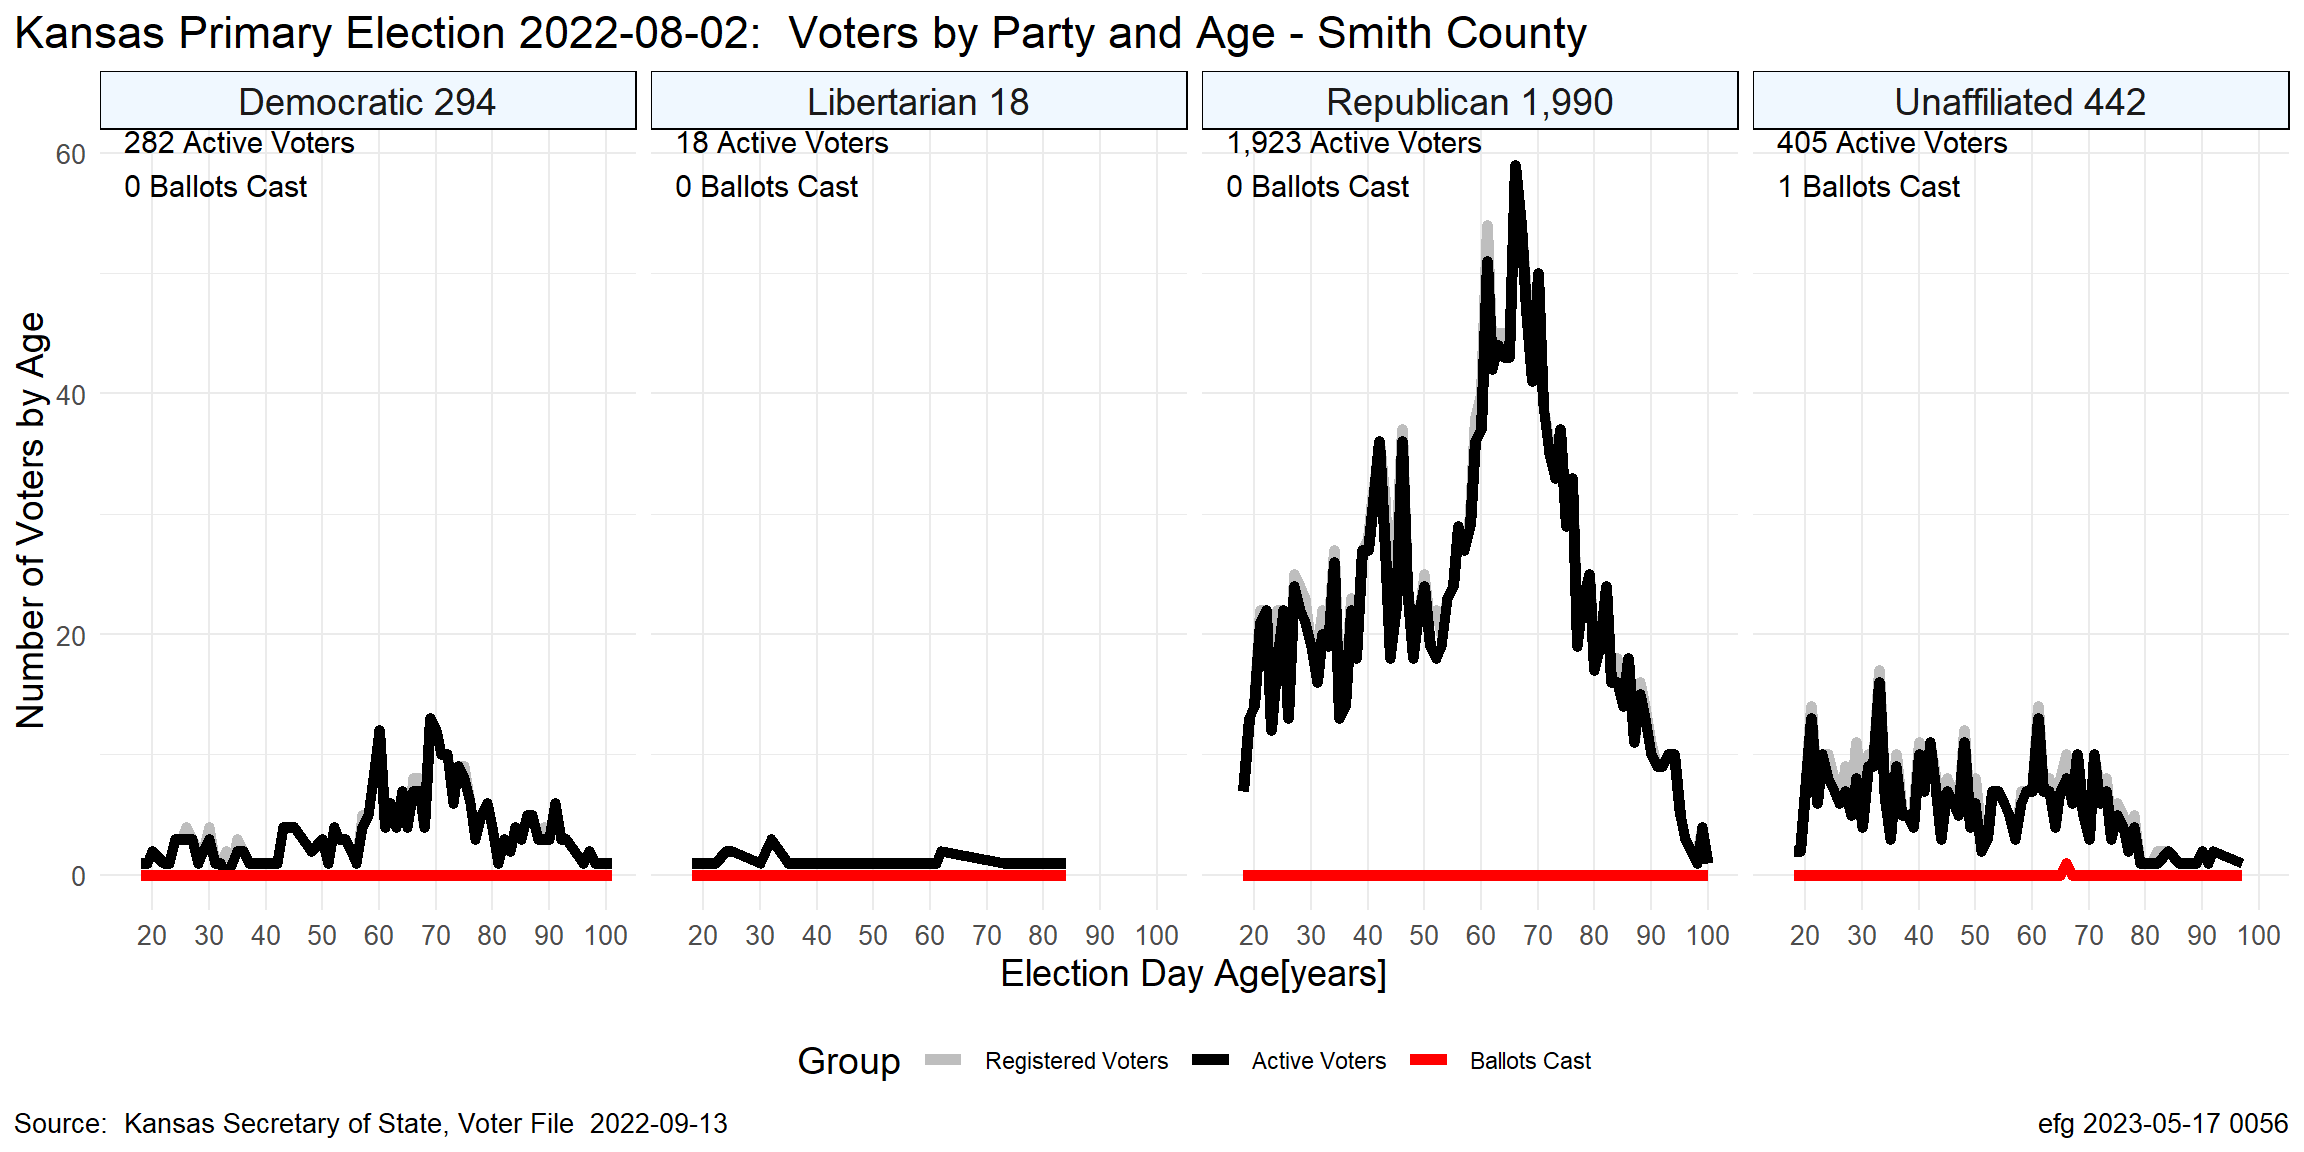 Kansas Primary Election 2022-08-02:  Voters by Party and Age - Smith County
Democratic 294
Libertarian 18
Republican 1,990
Unaffiliated 442
282 Active Voters
0 Ballots Cast
18 Active Voters
0 Ballots Cast
1,923 Active Voters
0 Ballots Cast
405 Active Voters
1 Ballots Cast
Number of Voters by Age
60
40
20
0
20 30 40 50 60 70 80 90 100
20 30 40 50 60 70 80 90 100
20 30 40 50 60 70 80 90 100
20 30 40 50 60 70 80 90 100
Election Day Age[years]
Group Registered Voters Active Voters Ballots Cast
Source:  Kansas Secretary of State, Voter File  2022-09-13
efg 2023-05-17 0056